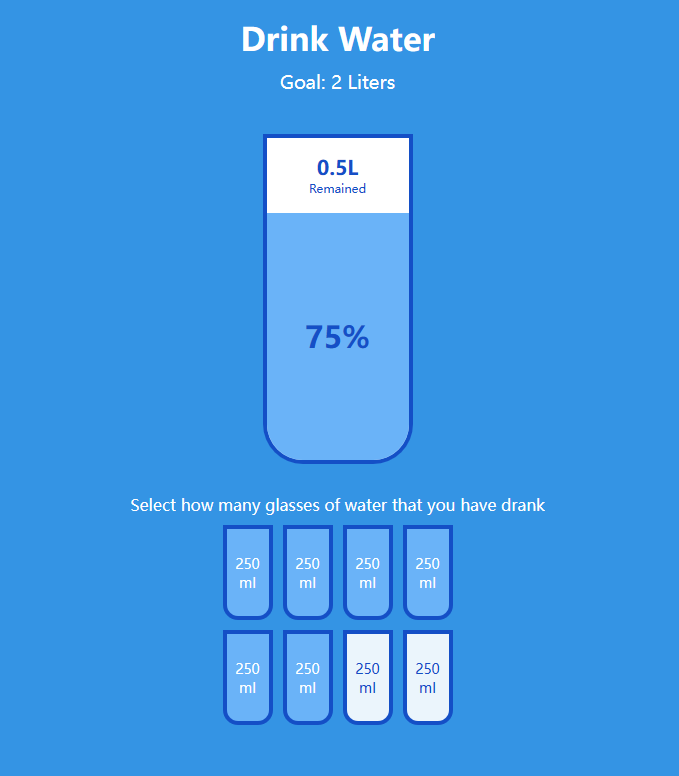 Drink Water
Goal: 2 Liters
0.5L
Remained
75%
Select how many glasses of water that you have drank
250 250 250 250
ml ml ml ml
250 250 250 250
ml ml ml ml